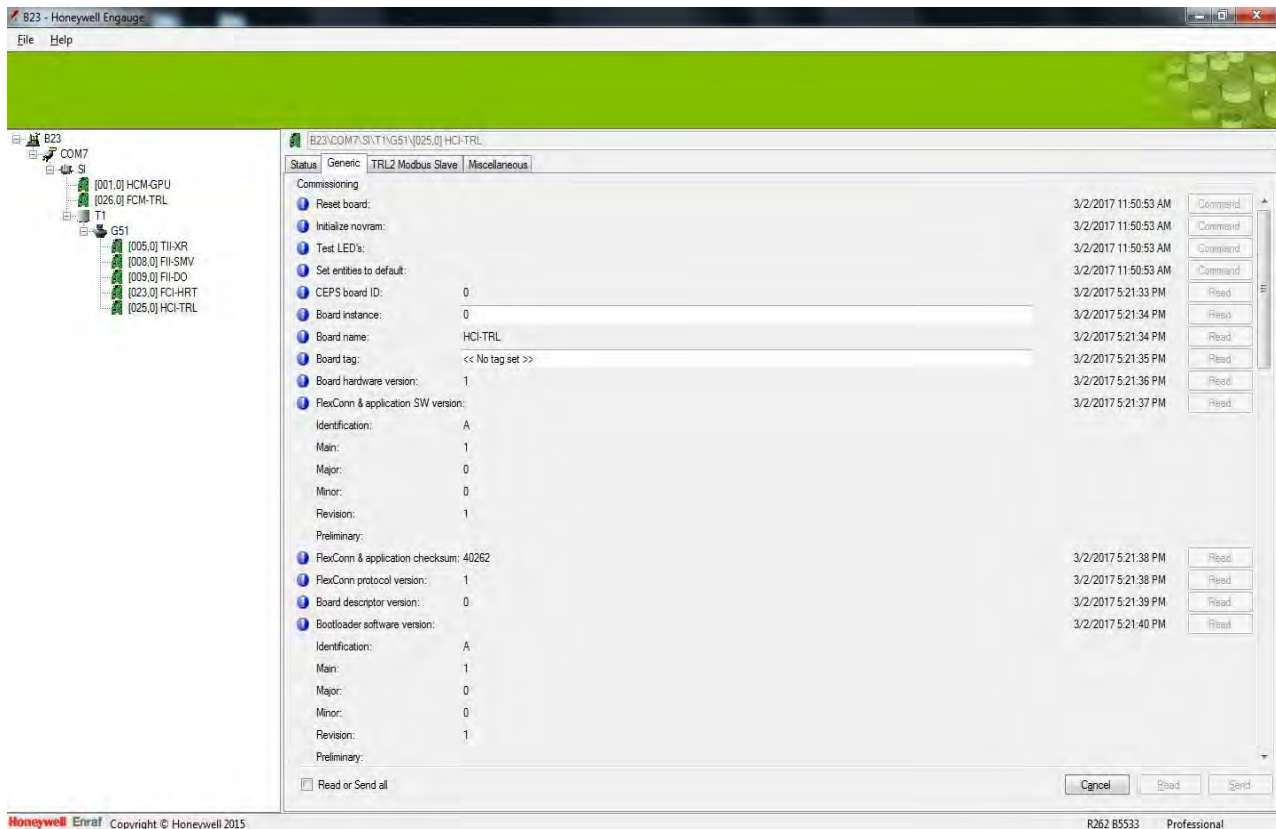 B23 - Honeywell Engauge
File Help
B23
COM7
SI
[001,0] HCM-GPU
[026,0] FCM-TRL
T1
G51
[005,0] TII-XR
[008,0] FII-SMV
[009,0] FII-DO
[023,0] FCI-HRT
[025,0] HCI-TRL
B23\COM7\SI\T1\G51\[025,0] HCI-TRL
Status Generic TRL2 Modbus Slave Miscellaneous
Commissioning
Reset board: 3/2/2017 11:50:53 AM Command
Initialize novram: 3/2/2017 11:50:53 AM Command
Test LED's: 3/2/2017 11:50:53 AM Command
Set entities to default: 3/2/2017 11:50:53 AM Command
CEPS board ID: 0 3/2/2017 5:21:33 PM Read
Board instance: 0 3/2/2017 5:21:34 PM Read
Board name: HCI-TRL 3/2/2017 5:21:34 PM Read
Board tag: << No tag set >> 3/2/2017 5:21:35 PM Read
Board hardware version: 1 3/2/2017 5:21:36 PM Read
FlexConn & application SW version: 3/2/2017 5:21:37 PM Read
Identification: A
Main: 1
Major: 0
Minor: 0
Revision: 1
Preliminary:
FlexConn & application checksum: 40262 3/2/2017 5:21:38 PM Read
FlexConn protocol version: 1 3/2/2017 5:21:38 PM Read
Board descriptor version: 0 3/2/2017 5:21:39 PM Read
Bootloader software version: 3/2/2017 5:21:40 PM Read
Identification: A
Main: 1
Major: 0
Minor: 0
Revision: 1
Preliminary:
Read or Send all Cancel Read Send
Honeywell Enraf Copyright © Honeywell 2015 R262 B5533 Professional